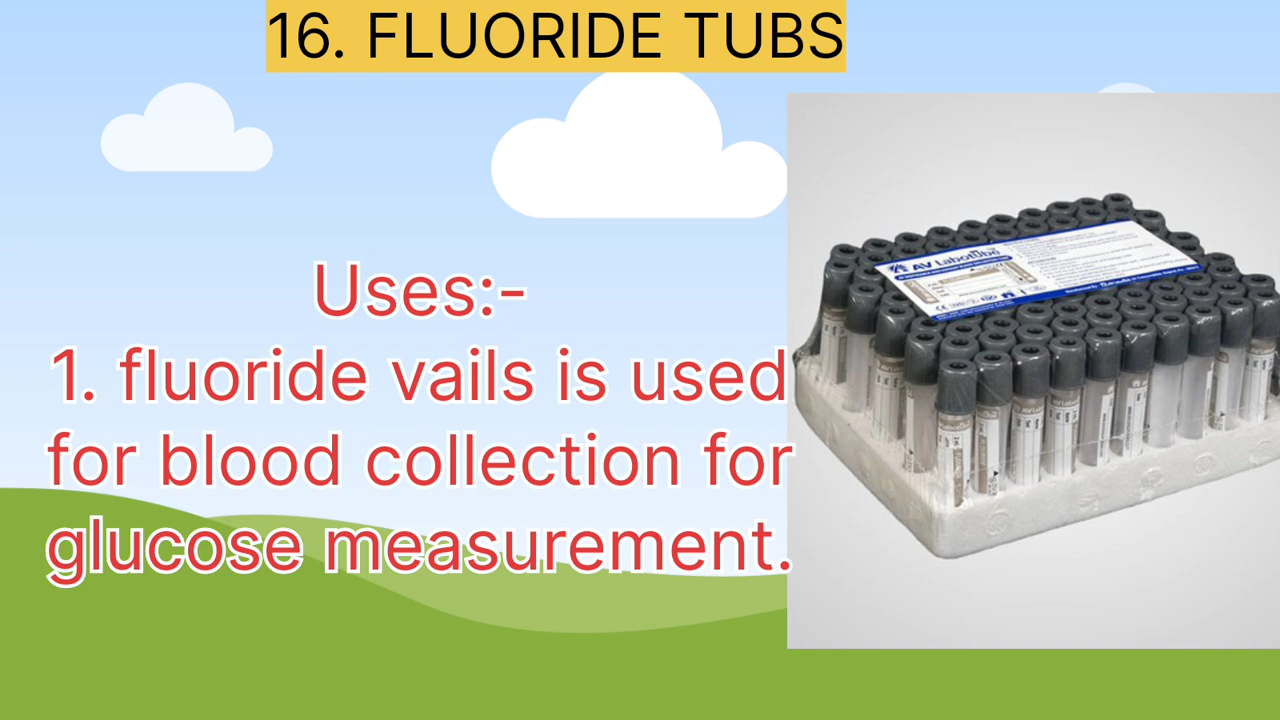 16. FLUORIDE TUBS
Uses:-
1. fluoride vails is used
for blood collection for
glucose measurement.
AV Labotube